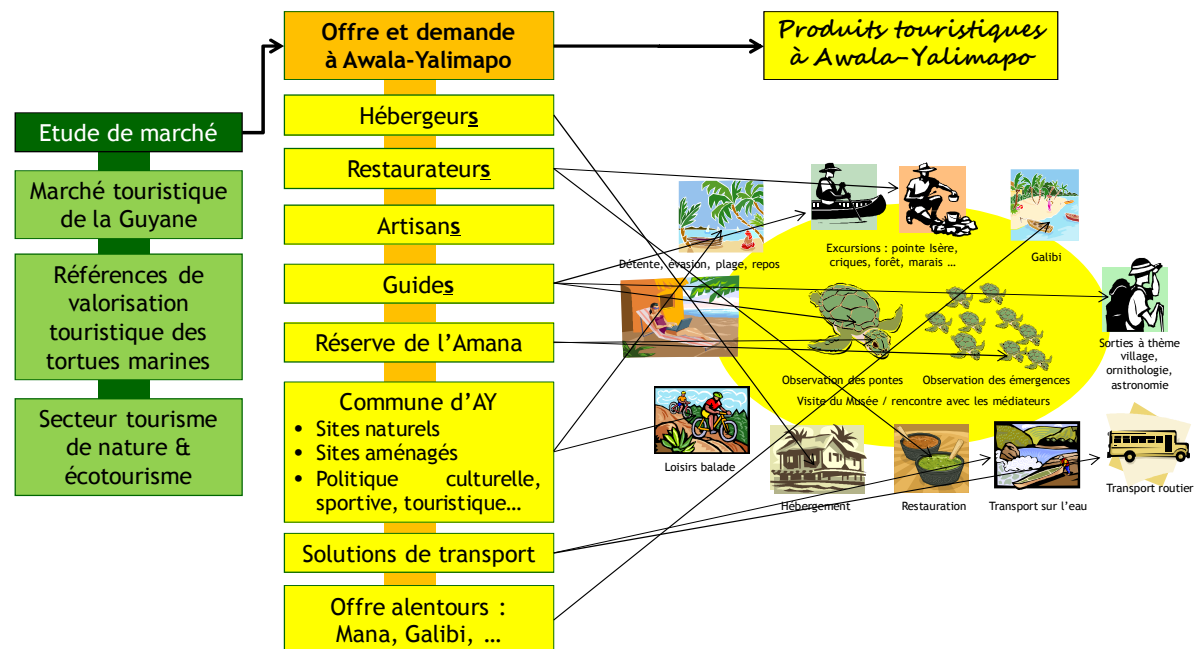 Offre et demande
à Awala-Yalimapo
Produits touristiques
à Awala-Yalimapo
Etude de marché
Marché touristique
de la Guyane
Références de
valorisation
touristique des
tortues marines
Secteur tourisme
de nature &
écotourisme
Hébergeurs
Restaurateurs
Artisans
Guides
Réserve de l’Amana
Commune d’AY
• Sites naturels
• Sites aménagés
• Politique culturelle,
sportive, touristique…
Solutions de transport
Offre alentours :
Mana, Galibi, …
Détente, évasion, plage, repos
Excursions : pointe Isère,
criques, forêt, marais …
Galibi
Sorties à thème
village,
ornithologie,
astronomie
Observation des pontes
Observation des émergences
Visite du Musée / rencontre avec les médiateurs
Loisirs balade
Hébergement
Restauration
Transport sur l’eau
Transport routier